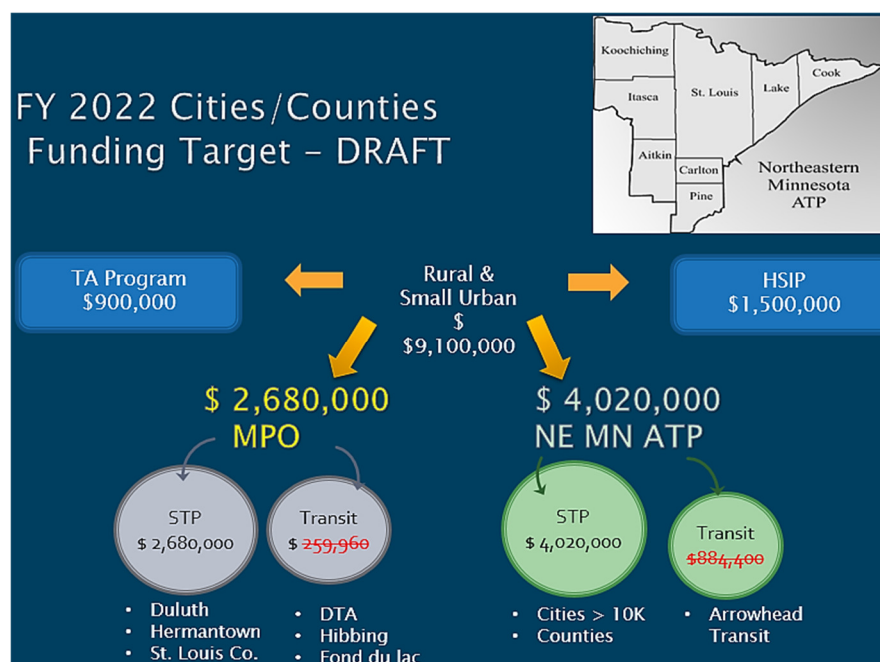 FY 2022 Cities/Counties
Funding Target – DRAFT
Koochiching
Itasca
St. Louis
Lake
Cook
Aitkin
Carlton
Pine
Northeastern
Minnesota
ATP
TA Program
$900,000
Rural &
Small Urban
$
$9,100,000
HSIP
$1,500,000
$ 2,680,000
MPO
$ 4,020,000
NE MN ATP
STP
$ 2,680,000
Transit
$ 259,960
STP
$ 4,020,000
Transit
$884,400
• Duluth
• Hermantown
• St. Louis Co.
• DTA
• Hibbing
• Fond du lac
• Cities > 10K
• Counties
• Arrowhead
Transit